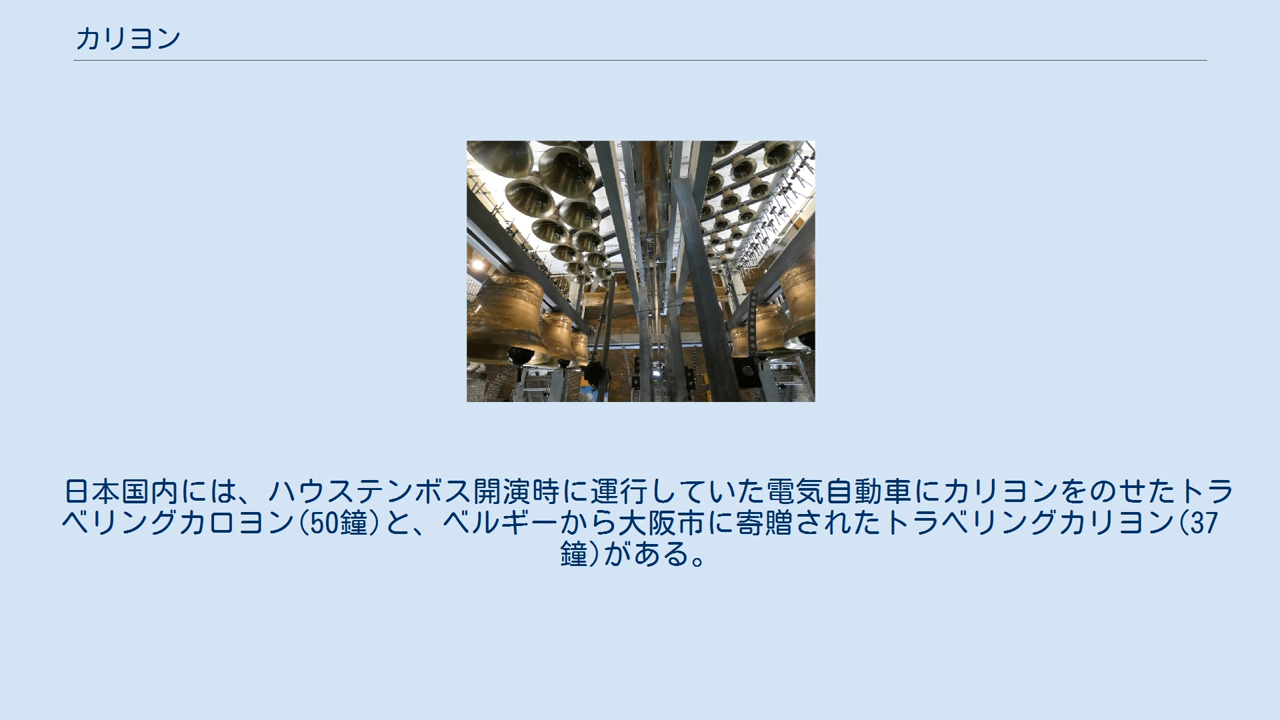 カリヨン
日本国内には、ハウステンボス開演時に運行していた電気自動車にカリヨンをのせたトラ
ベリングカロヨン(50鐘)と、ベルギーから大阪市に寄贈されたトラベリングカリヨン(37
鐘)がある。